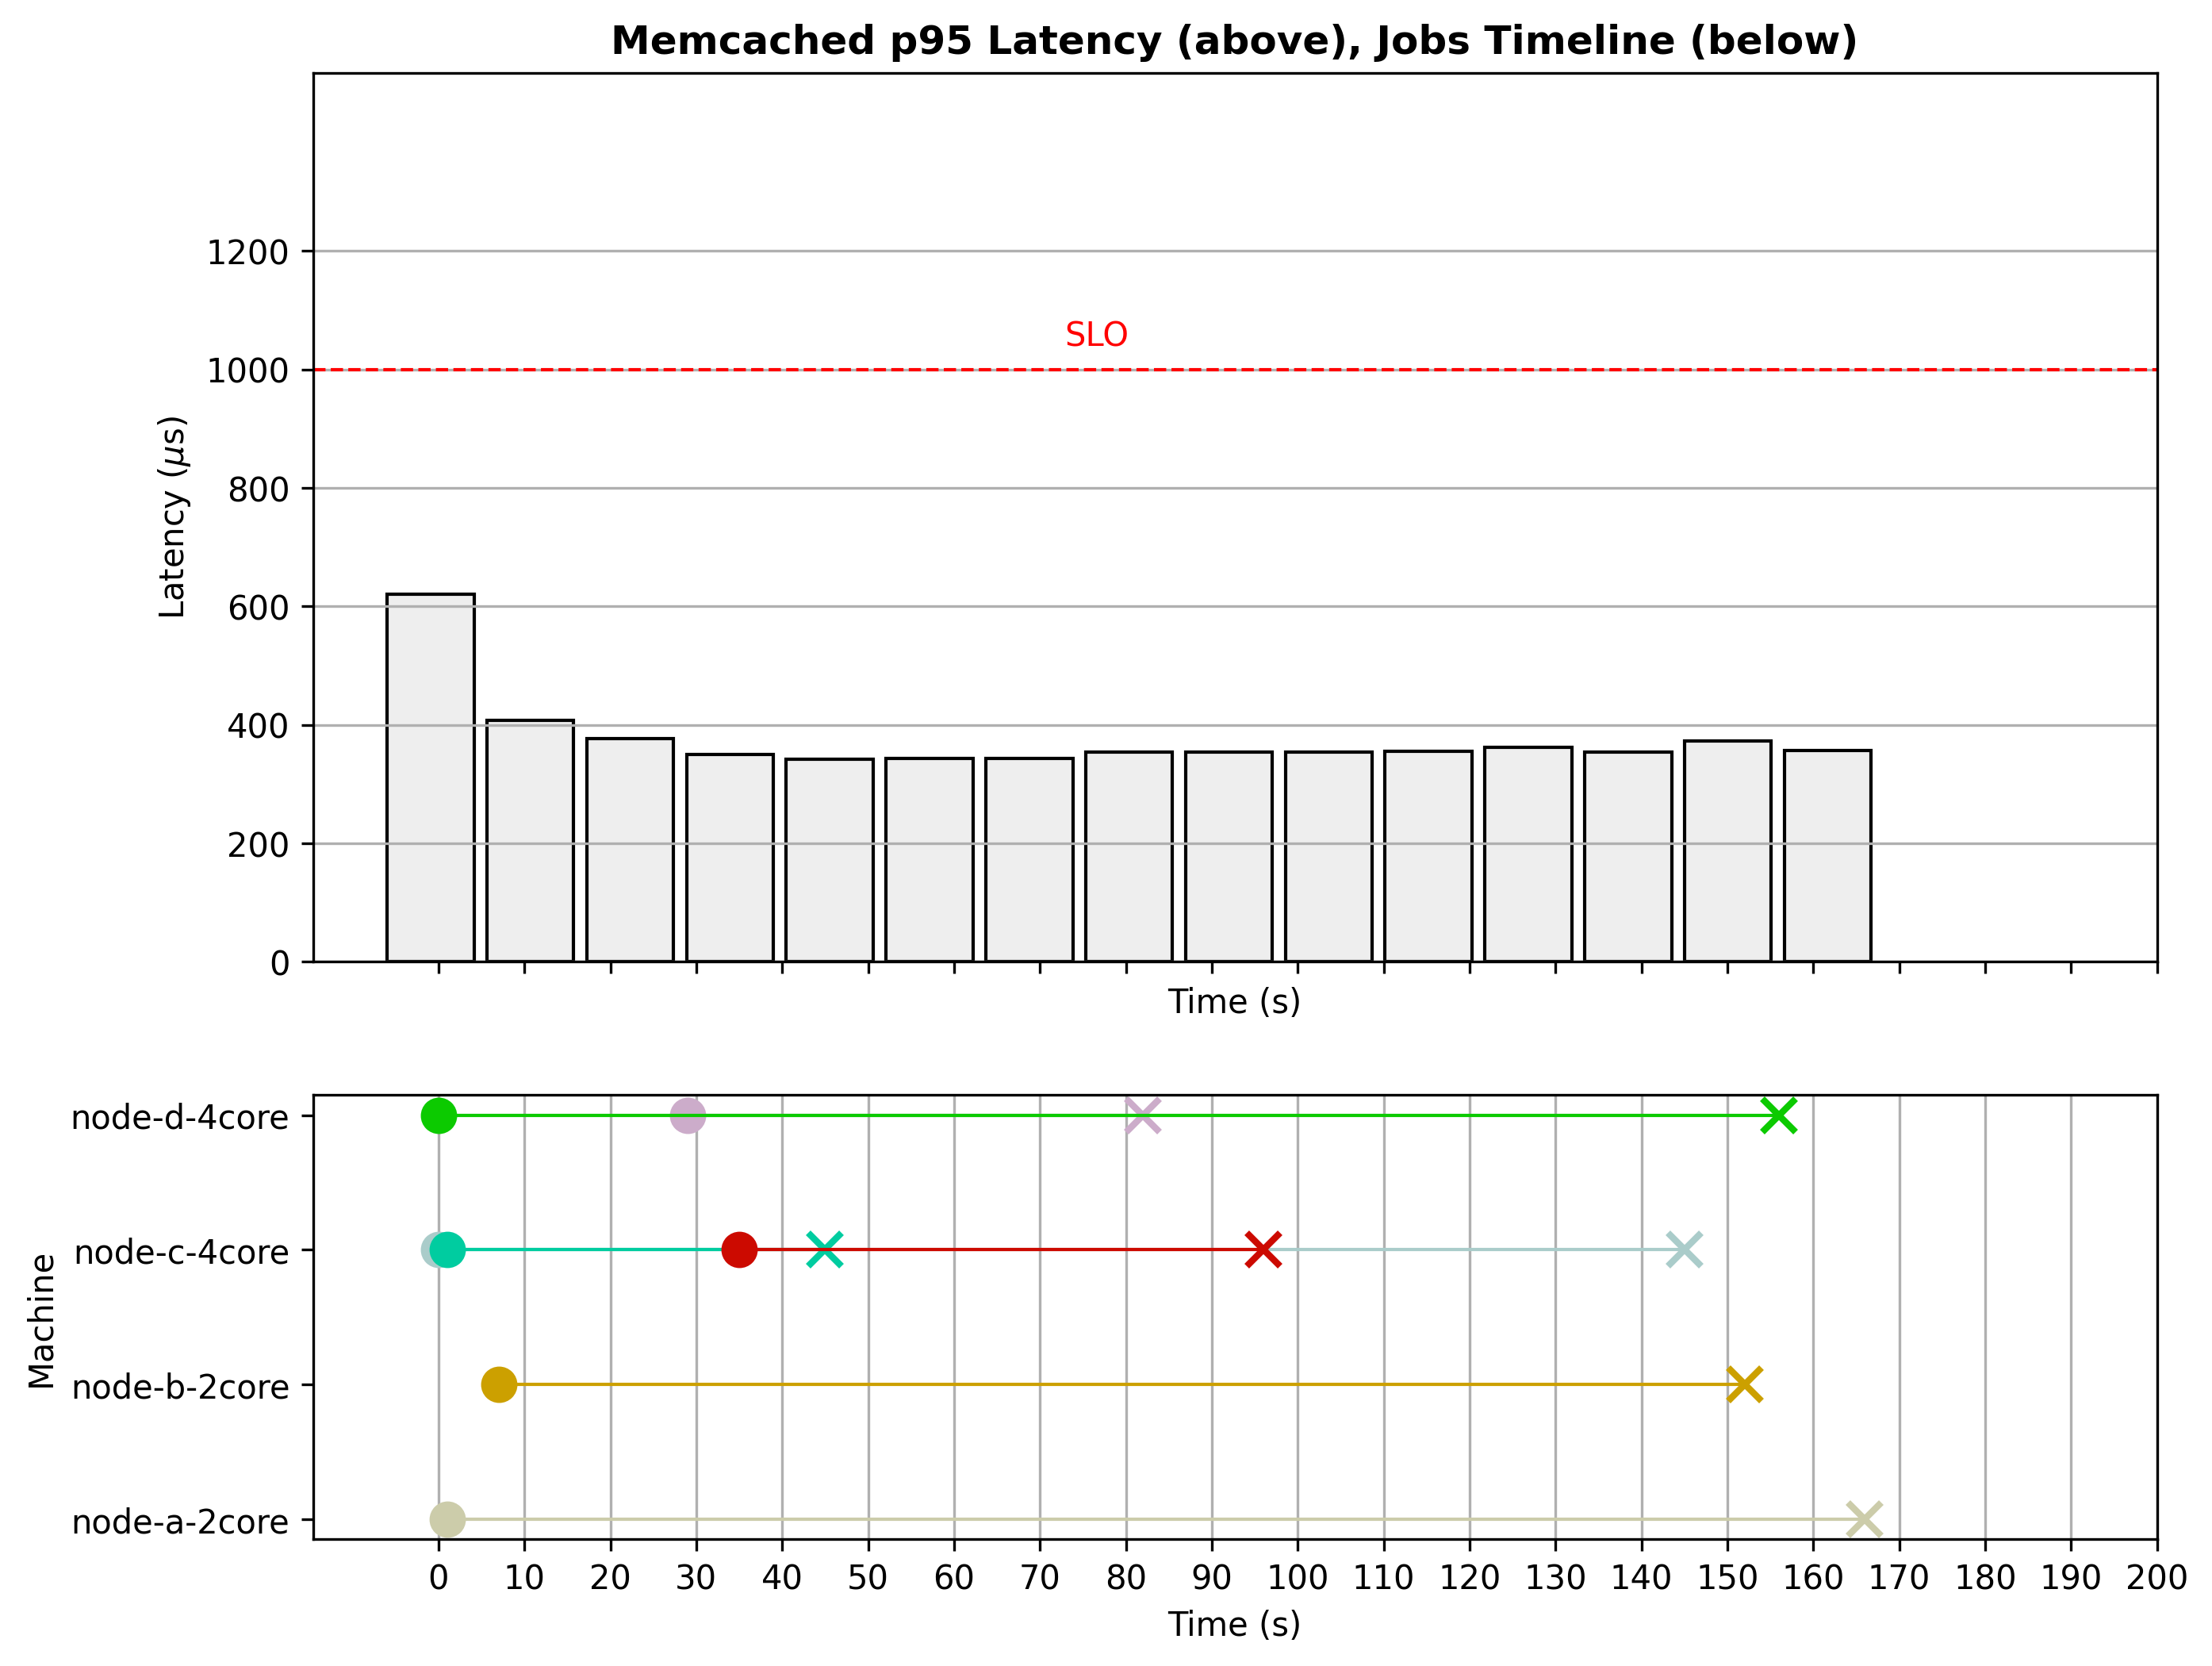 Memcached p95 Latency (above), Jobs Timeline (below)
Latency (μs)
1200
1000
800
600
400
200
0
SLO
Time (s)
Machine
node-d-4core
node-c-4core
node-b-2core
node-a-2core
0 10 20 30 40 50 60 70 80 90 100 110 120 130 140 150 160 170 180 190 200
Time (s)